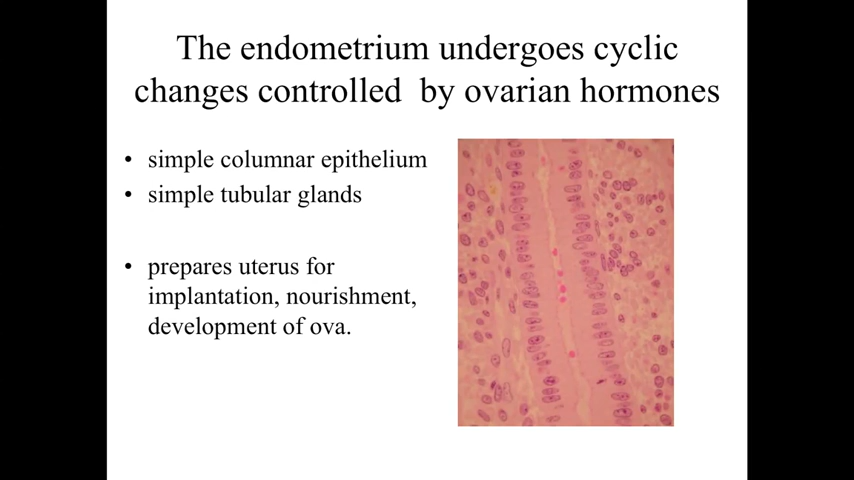 The endometrium undergoes cyclic
changes controlled by ovarian hormones
• simple columnar epithelium
• simple tubular glands
• prepares uterus for
implantation, nourishment,
development of ova.